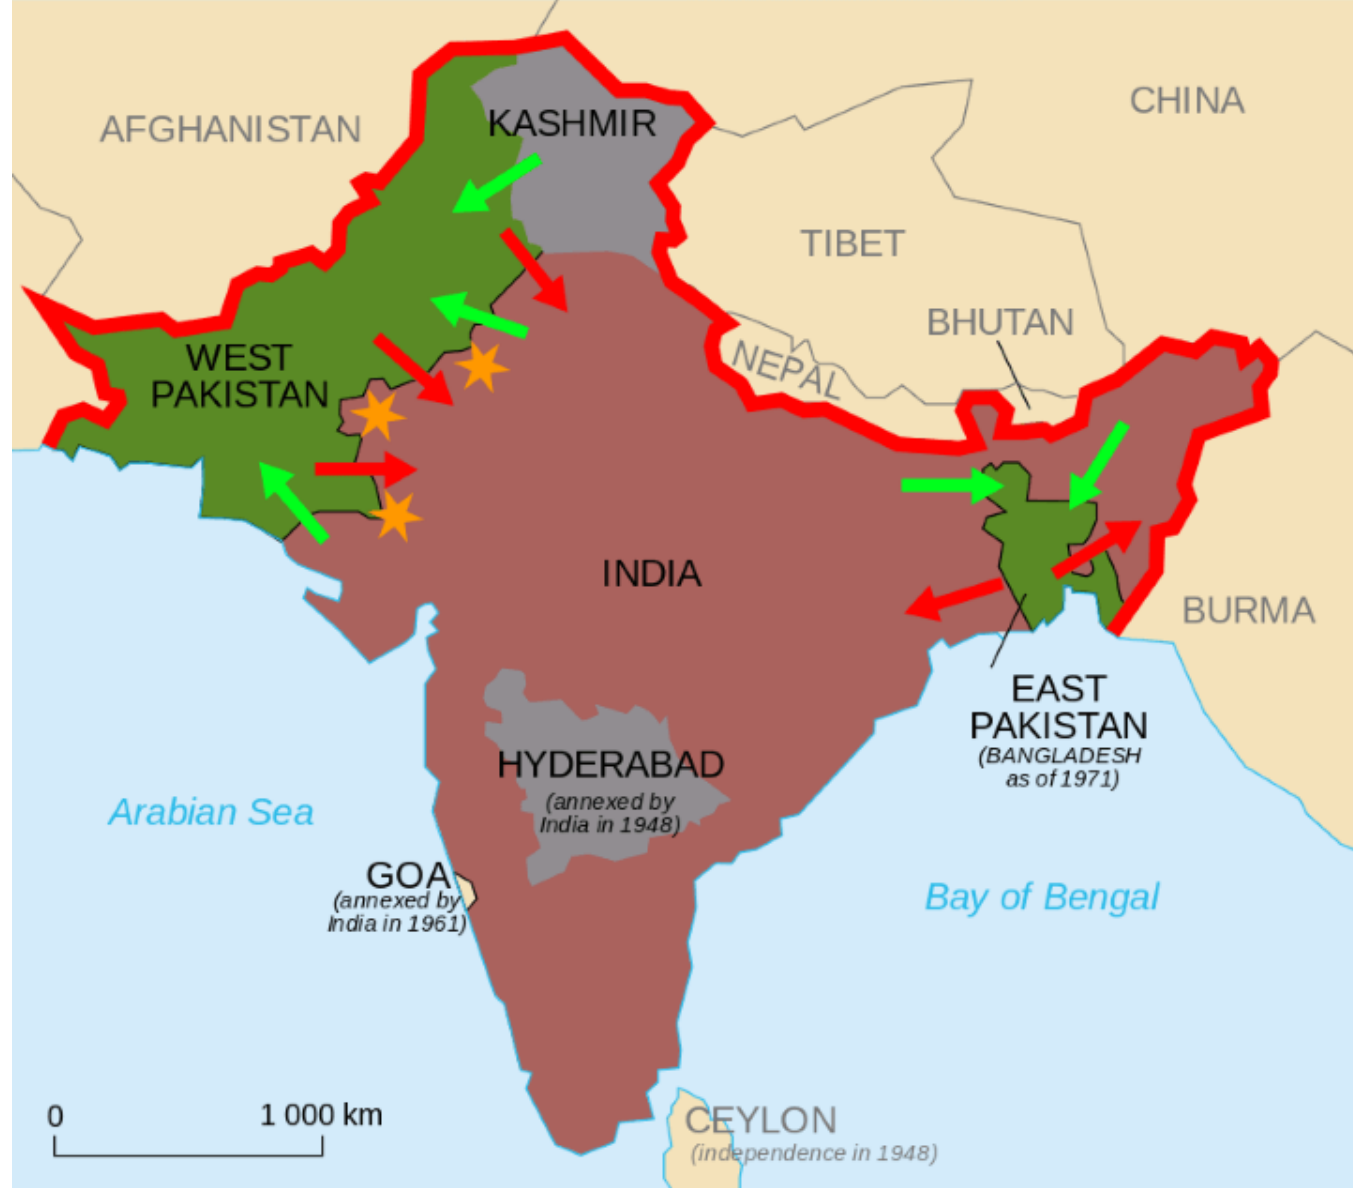 AFGHANISTAN
KASHMIR
CHINA
TIBET
BHUTAN
NEPAL
WEST
PAKISTAN
INDIA
BURMA
EAST
PAKISTAN
(BANGLADESH
as of 1971)
HYDERABAD
(annexed by
India in 1948)
Arabian Sea
GOA
(annexed by
India in 1961)
Bay of Bengal
0 1 000 km
CEYLON
(independence in 1948)